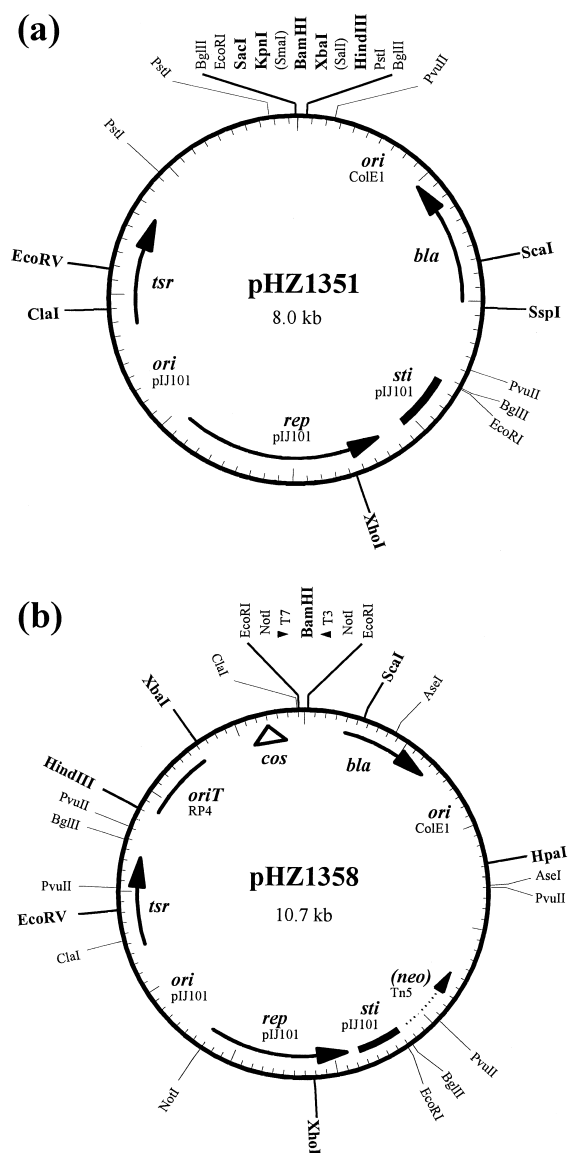 (a)
BglII
EcoRI
SacI
KpnI
(SmaI)
BamHI
XbaI
(SalI)
HindIII
PstI
BglII
PstI
PvuII
PstI
ori
ColE1
EcoRV
tsr
bla
ScaI
pHZ1351
8.0 kb
ClaI
SspI
ori
pIJ101
sti
pIJ101
rep
pIJ101
PvuII
BglII
EcoRI
XhoI
(b)
EcoRI
NotI
T7
BamHI
T3
NotI
EcoRI
ClaI
ScaI
AseI
XbaI
cos
bla
HindIII
oriT
RP4
PvuII
BglII
ori
ColE1
HpaI
pHZ1358
AseI
PvuII
PvuII
EcoRV
tsr
10.7 kb
ClaI
ori
pIJ101
(neo)
Tn5
rep
pIJ101
sti
pIJ101
NotI
PvuII
BglII
EcoRI
XhoI